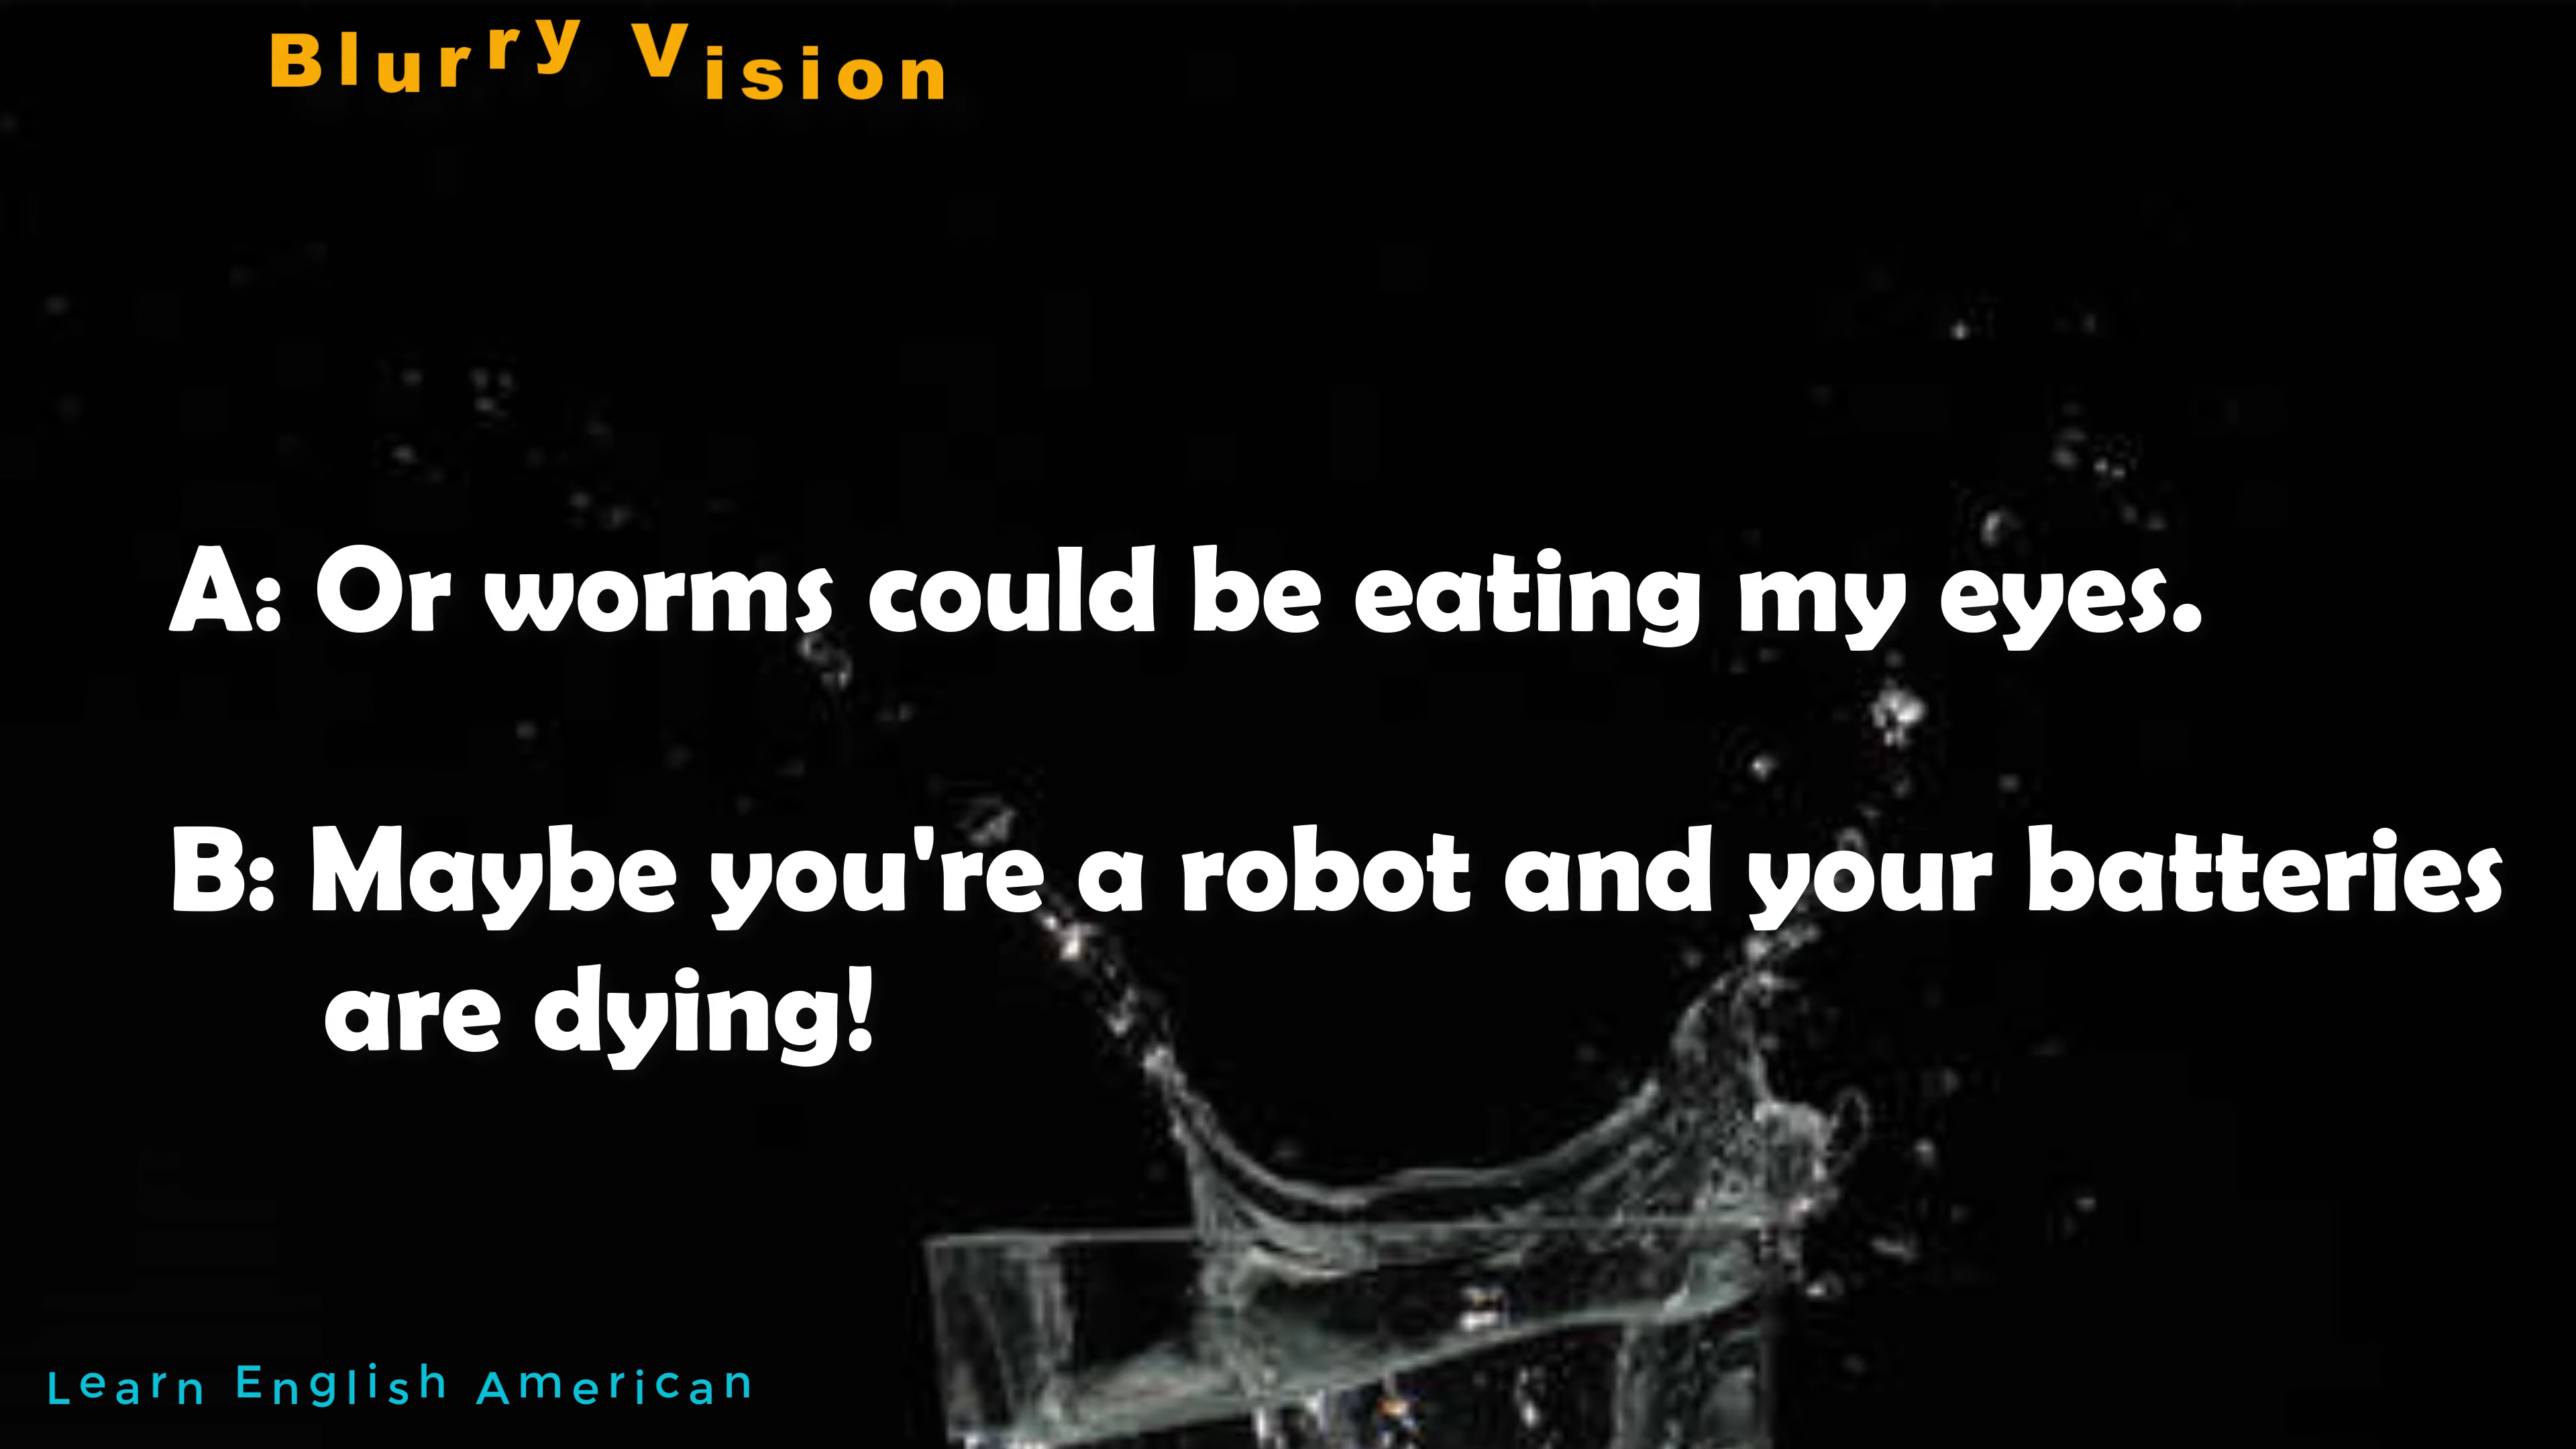 Blurry Vision
A: Or worms could be eating my eyes.
B: Maybe you're a robot and your batteries
are dying!
Learn English American